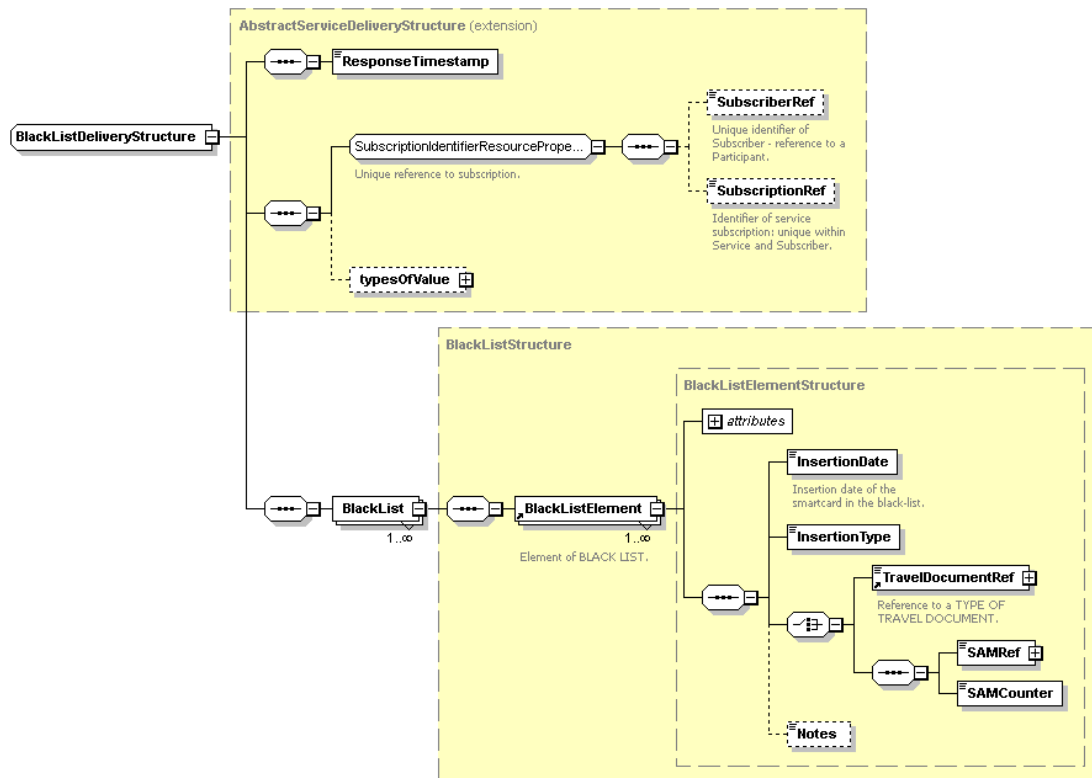 AbstractServiceDeliveryStructure (extension)
ResponseTimestamp
BlackListDeliveryStructure
SubscriptionIdentifierResourcePrope...
Unique reference to subscription.
SubscriberRef
Unique identifier of
Subscriber - reference to a
Participant.
SubscriptionRef
Identifier of service
subscription: unique within
Service and Subscriber.
typesOfValue
BlackListStructure
BlackListElementStructure
attributes
InsertionDate
Insertion date of the
smartcard in the black-list.
BlackList
1..∞
BlackListElement
1..∞
Element of BLACK LIST.
InsertionType
TravelDocumentRef
Reference to a TYPE OF
TRAVEL DOCUMENT.
SAMRef
SAMCounter
Notes